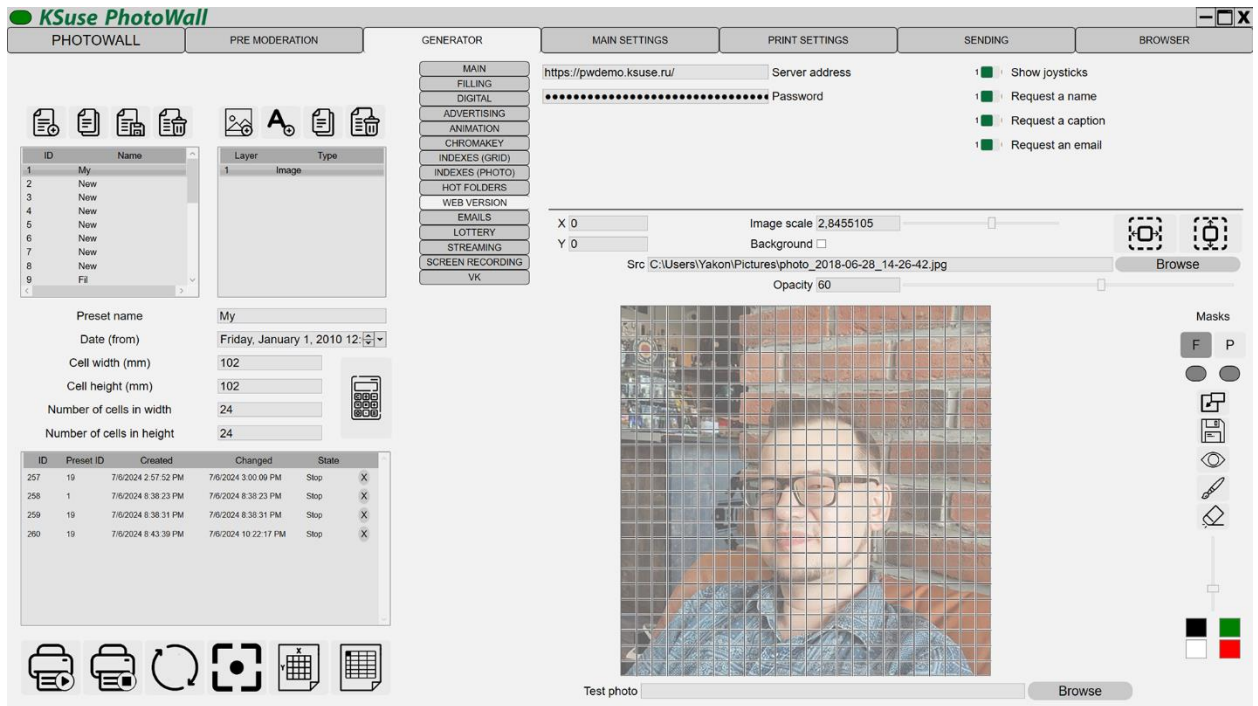 KSuse PhotoWall
PHOTOWALL PRE MODERATION GENERATOR MAIN SETTINGS PRINT SETTINGS SENDING BROWSER
ID Name
1 My
2 New
3 New
4 New
5 New
6 New
7 New
8 New
9 Fil
Layer Type
1 Image
Preset name My
Date (from) Friday, January 1, 2010 12:
Cell width (mm) 102
Cell height (mm) 102
Number of cells in width 24
Number of cells in height 24
ID Preset ID Created Changed State
257 19 7/6/2024 2:57:52 PM 7/6/2024 3:00:09 PM Stop X
258 1 7/6/2024 8:38:23 PM 7/6/2024 8:38:23 PM Stop X
259 19 7/6/2024 8:38:31 PM 7/6/2024 8:38:31 PM Stop X
260 19 7/6/2024 8:43:39 PM 7/6/2024 10:22:17 PM Stop X
X
Y
MAIN
FILLING
DIGITAL
ADVERTISING
ANIMATION
CHROMAKEY
INDEXES (GRID)
INDEXES (PHOTO)
HOT FOLDERS
WEB VERSION
EMAILS
LOTTERY
STREAMING
SCREEN RECORDING
VK
https://pwdemo.ksuse.ru/ Server address
Password
1 Show joysticks
1 Request a name
1 Request a caption
1 Request an email
X 0 Image scale 2,8455105
Y 0 Background
Src C:\Users\Yakon\Pictures\photo_2018-06-28_14-26-42.jpg Browse
Opacity 60
Masks
F P
Test photo Browse